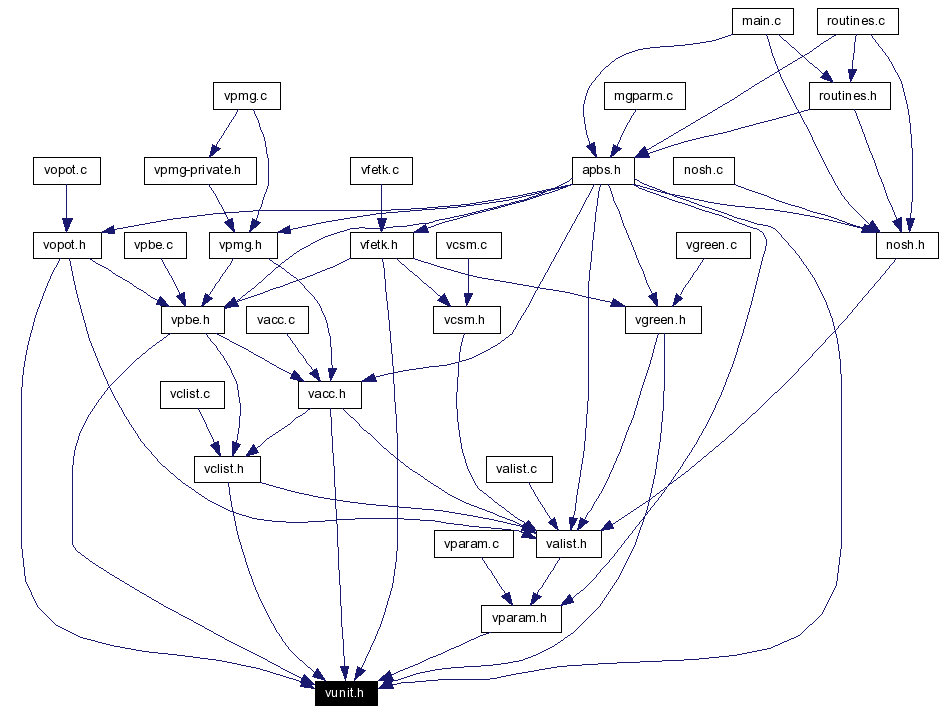 main.c
routines.c
vpmg.c
mgparm.c
routines.h
vopot.c
vpmg-private.h
vfetk.c
apbs.h
nosh.c
vopot.h
vpbe.c
vpmg.h
vfetk.h
vcsm.c
vgreen.c
nosh.h
vpbe.h
vacc.c
vcsm.h
vgreen.h
vclist.c
vacc.h
vclist.h
valist.c
vparam.c
valist.h
vparam.h
vunit.h